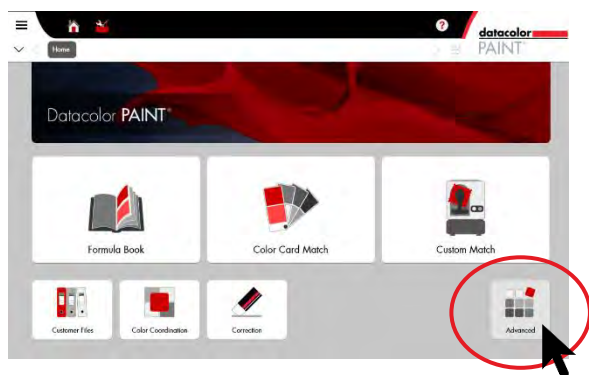 ?
datacolor
PAINT
Home
Datacolor PAINT
Formula Book
Color Card Match
Custom Match
Customer Files
Color Coordination
Correction
Advanced